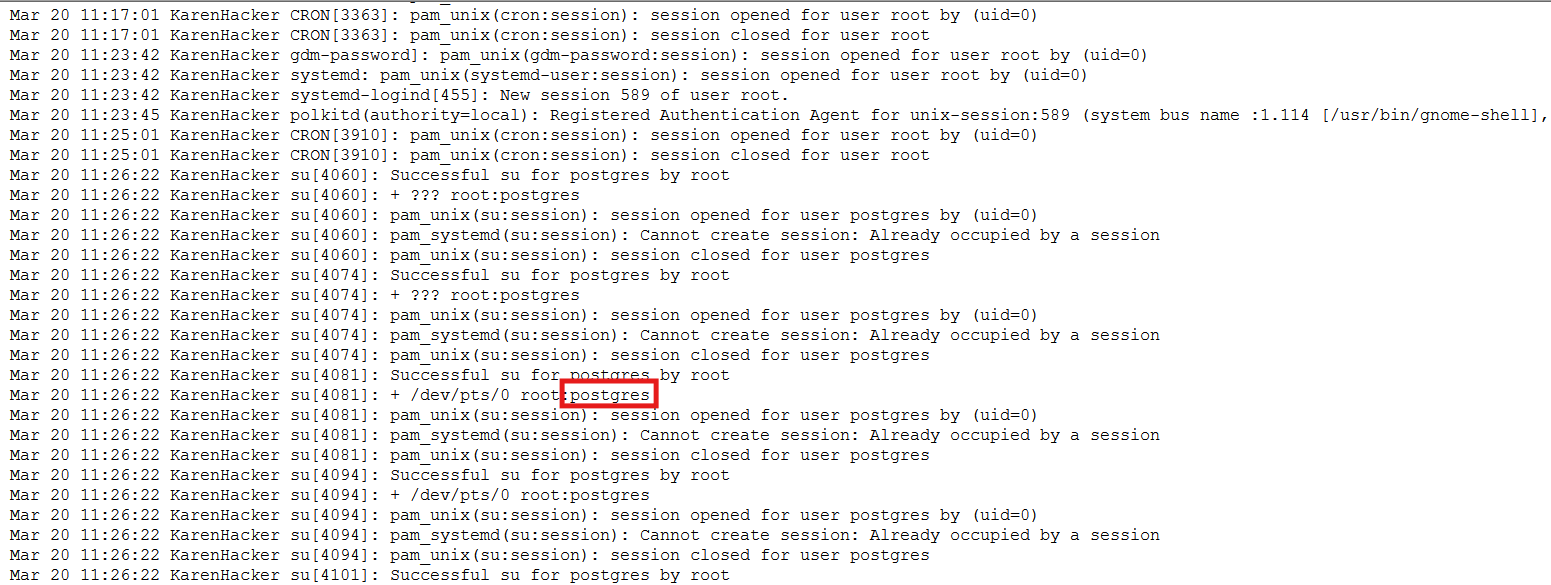 Mar 20 11:17:01 KarenHacker CRON[3363]: pam_unix(cron:session): session opened for user root by (uid=0)
Mar 20 11:17:01 KarenHacker CRON[3363]: pam_unix(cron:session): session closed for user root
Mar 20 11:23:42 KarenHacker gdm-password]: pam_unix(gdm-password:session): session opened for user root by (uid=0)
Mar 20 11:23:42 KarenHacker systemd: pam_unix(systemd-user:session): session opened for user root by (uid=0)
Mar 20 11:23:42 KarenHacker systemd-logind[455]: New session 589 of user root.
Mar 20 11:23:45 KarenHacker polkitd(authority=local): Registered Authentication Agent for unix-session:589 (system bus name :1.114 [/usr/bin/gnome-shell],
Mar 20 11:25:01 KarenHacker CRON[3910]: pam_unix(cron:session): session opened for user root by (uid=0)
Mar 20 11:25:01 KarenHacker CRON[3910]: pam_unix(cron:session): session closed for user root
Mar 20 11:26:22 KarenHacker su[4060]: Successful su for postgres by root
Mar 20 11:26:22 KarenHacker su[4060]: + ??? root:postgres
Mar 20 11:26:22 KarenHacker su[4060]: pam_unix(su:session): session opened for user postgres by (uid=0)
Mar 20 11:26:22 KarenHacker su[4060]: pam_systemd(su:session): Cannot create session: Already occupied by a session
Mar 20 11:26:22 KarenHacker su[4060]: pam_unix(su:session): session closed for user postgres
Mar 20 11:26:22 KarenHacker su[4074]: Successful su for postgres by root
Mar 20 11:26:22 KarenHacker su[4074]: + ??? root:postgres
Mar 20 11:26:22 KarenHacker su[4074]: pam_unix(su:session): session opened for user postgres by (uid=0)
Mar 20 11:26:22 KarenHacker su[4074]: pam_systemd(su:session): Cannot create session: Already occupied by a session
Mar 20 11:26:22 KarenHacker su[4074]: pam_unix(su:session): session closed for user postgres
Mar 20 11:26:22 KarenHacker su[4081]: Successful su for postgres by root
Mar 20 11:26:22 KarenHacker su[4081]: + /dev/pts/0 root:postgres
Mar 20 11:26:22 KarenHacker su[4081]: pam_unix(su:session): session opened for user postgres by (uid=0)
Mar 20 11:26:22 KarenHacker su[4081]: pam_systemd(su:session): Cannot create session: Already occupied by a session
Mar 20 11:26:22 KarenHacker su[4081]: pam_unix(su:session): session closed for user postgres
Mar 20 11:26:22 KarenHacker su[4094]: Successful su for postgres by root
Mar 20 11:26:22 KarenHacker su[4094]: + /dev/pts/0 root:postgres
Mar 20 11:26:22 KarenHacker su[4094]: pam_unix(su:session): session opened for user postgres by (uid=0)
Mar 20 11:26:22 KarenHacker su[4094]: pam_systemd(su:session): Cannot create session: Already occupied by a session
Mar 20 11:26:22 KarenHacker su[4094]: pam_unix(su:session): session closed for user postgres
Mar 20 11:26:22 KarenHacker su[4101]: Successful su for postgres by root